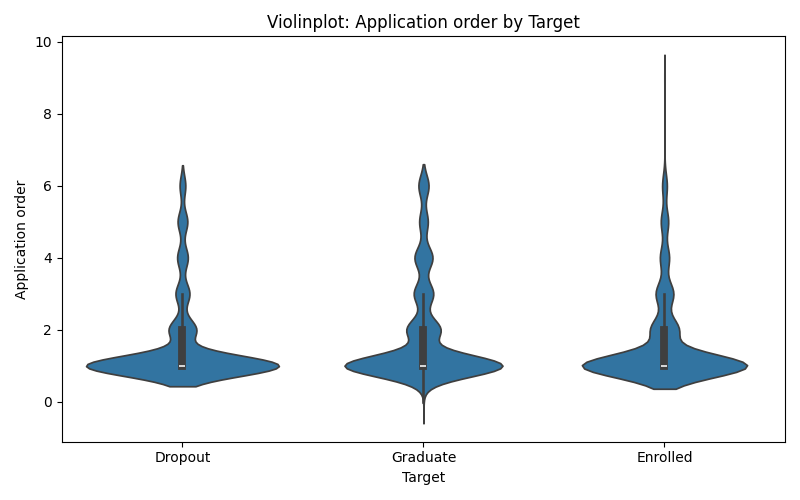 Violinplot: Application order by Target
10
8
6
4
2
0
Application order
Dropout
Graduate
Enrolled
Target